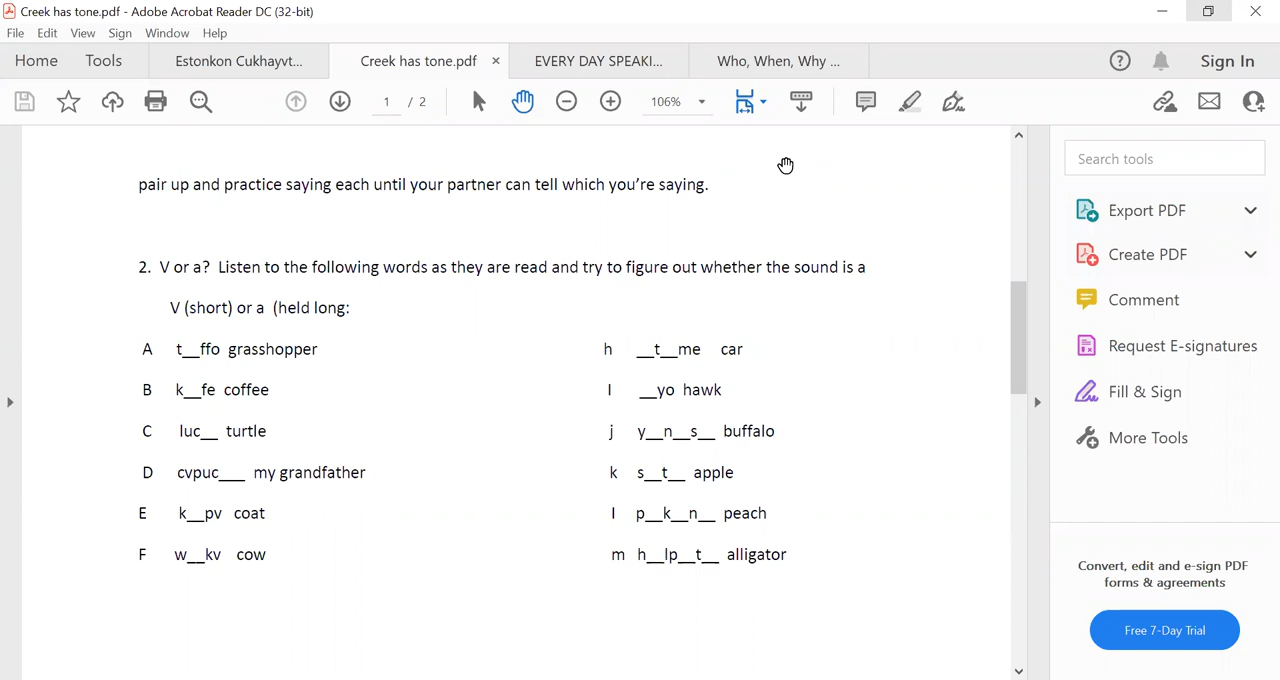 Creek has tone.pdf - Adobe Acrobat Reader DC (32-bit)
File Edit View Sign Window Help
Home Tools Estonkon Cukhayvt... Creek has tone.pdf × EVERY DAY SPEAKI... Who, When, Why ... Sign In
1 / 2 106%
pair up and practice saying each until your partner can tell which you're saying.
2. V or a? Listen to the following words as they are read and try to figure out whether the sound is a
V (short) or a (held long:
A t__ffo grasshopper h __t__me car
B k__fe coffee I __yo hawk
C luc__ turtle j y__n__s__ buffalo
D cvpuc___ my grandfather k s__t__ apple
E k__pv coat l p__k__n__ peach
F w__kv cow m h__lp__t__ alligator
Search tools
Export PDF
Create PDF
Comment
Request E-signatures
Fill & Sign
More Tools
Convert, edit and e-sign PDF
forms & agreements
Free 7-Day Trial